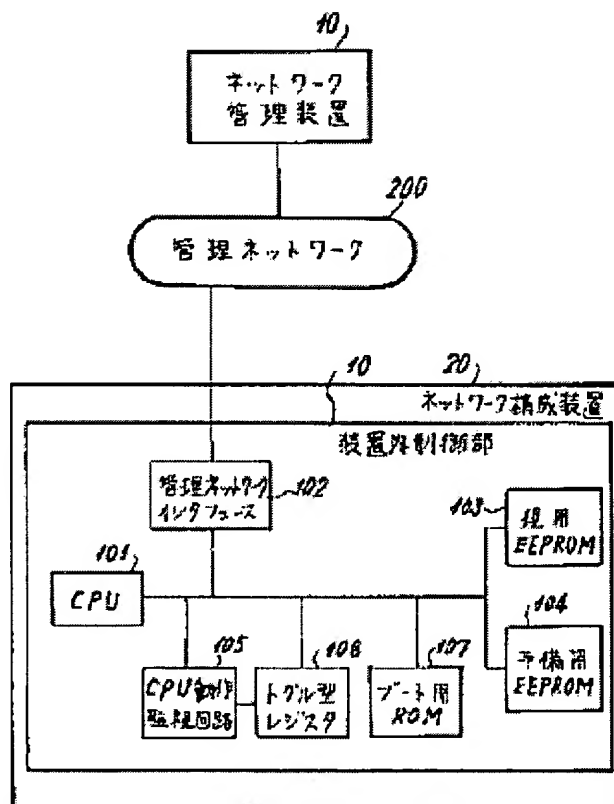 10
ネットワーク
管理装置
200
管理ネットワーク
10
20
ネットワーク構成装置
装置制御部
管理ネットワーク
インタフェース
102
103
現用
EEPROM
101
CPU
104
予備用
EEPROM
105
CPU動作
監視回路
106
トグル型
レジスタ
107
ブート用
ROM